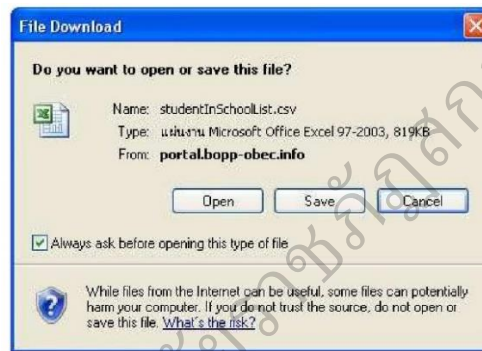 File Download
Do you want to open or save this file?
Name: studentInSchoolList.csv
Type: แผ่นงาน Microsoft Office Excel 97-2003, 819KB
From: portal.bopp-obec.info
Open Save Cancel
Always ask before opening this type of file
While files from the Internet can be useful, some files can potentially
harm your computer. If you do not trust the source, do not open or
save this file. What's the risk?